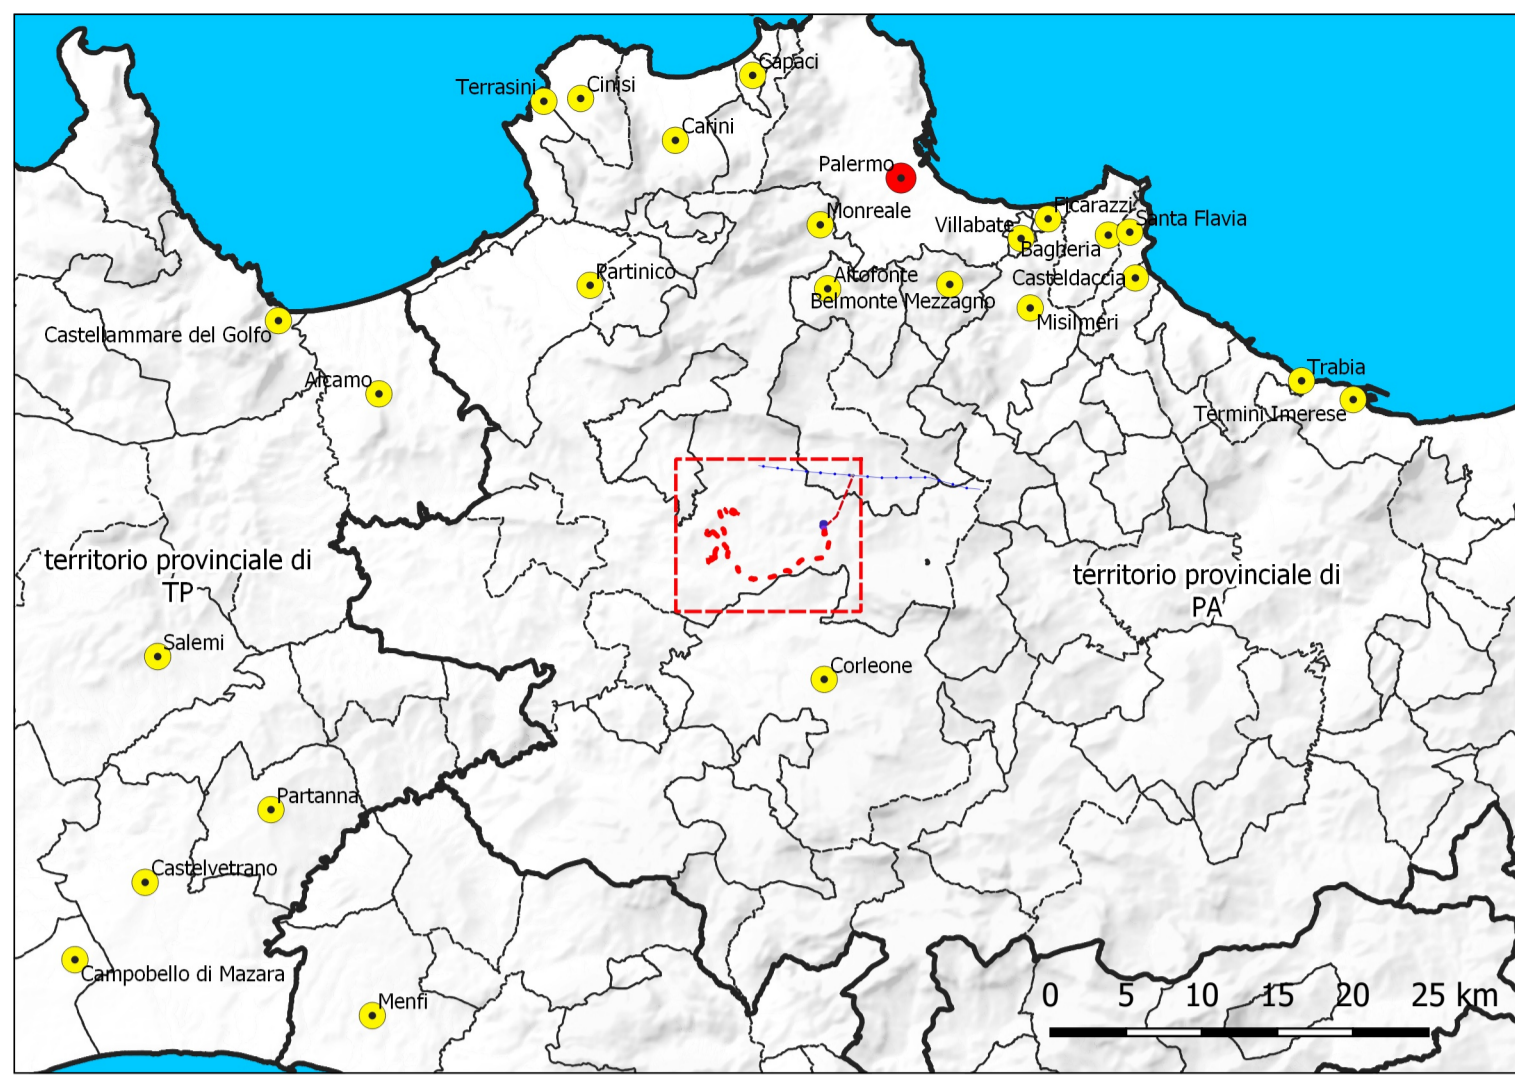 Capaci
Terrasini
Cinisi
Carini
Palermo
Monreale
Ficarazzi
Santa Flavia
Villabate
Bagheria
Partinico
Altofonte
Casteldaccia
Belmonte Mezzagno
Misilmeri
Castellammare del Golfo
Alcamo
Trabia
Termini Imerese
territorio provinciale di
TP
territorio provinciale di
PA
Salemi
Corleone
Partanna
Castelvetrano
Campobello di Mazara
Menfi
0 5 10 15 20 25 km